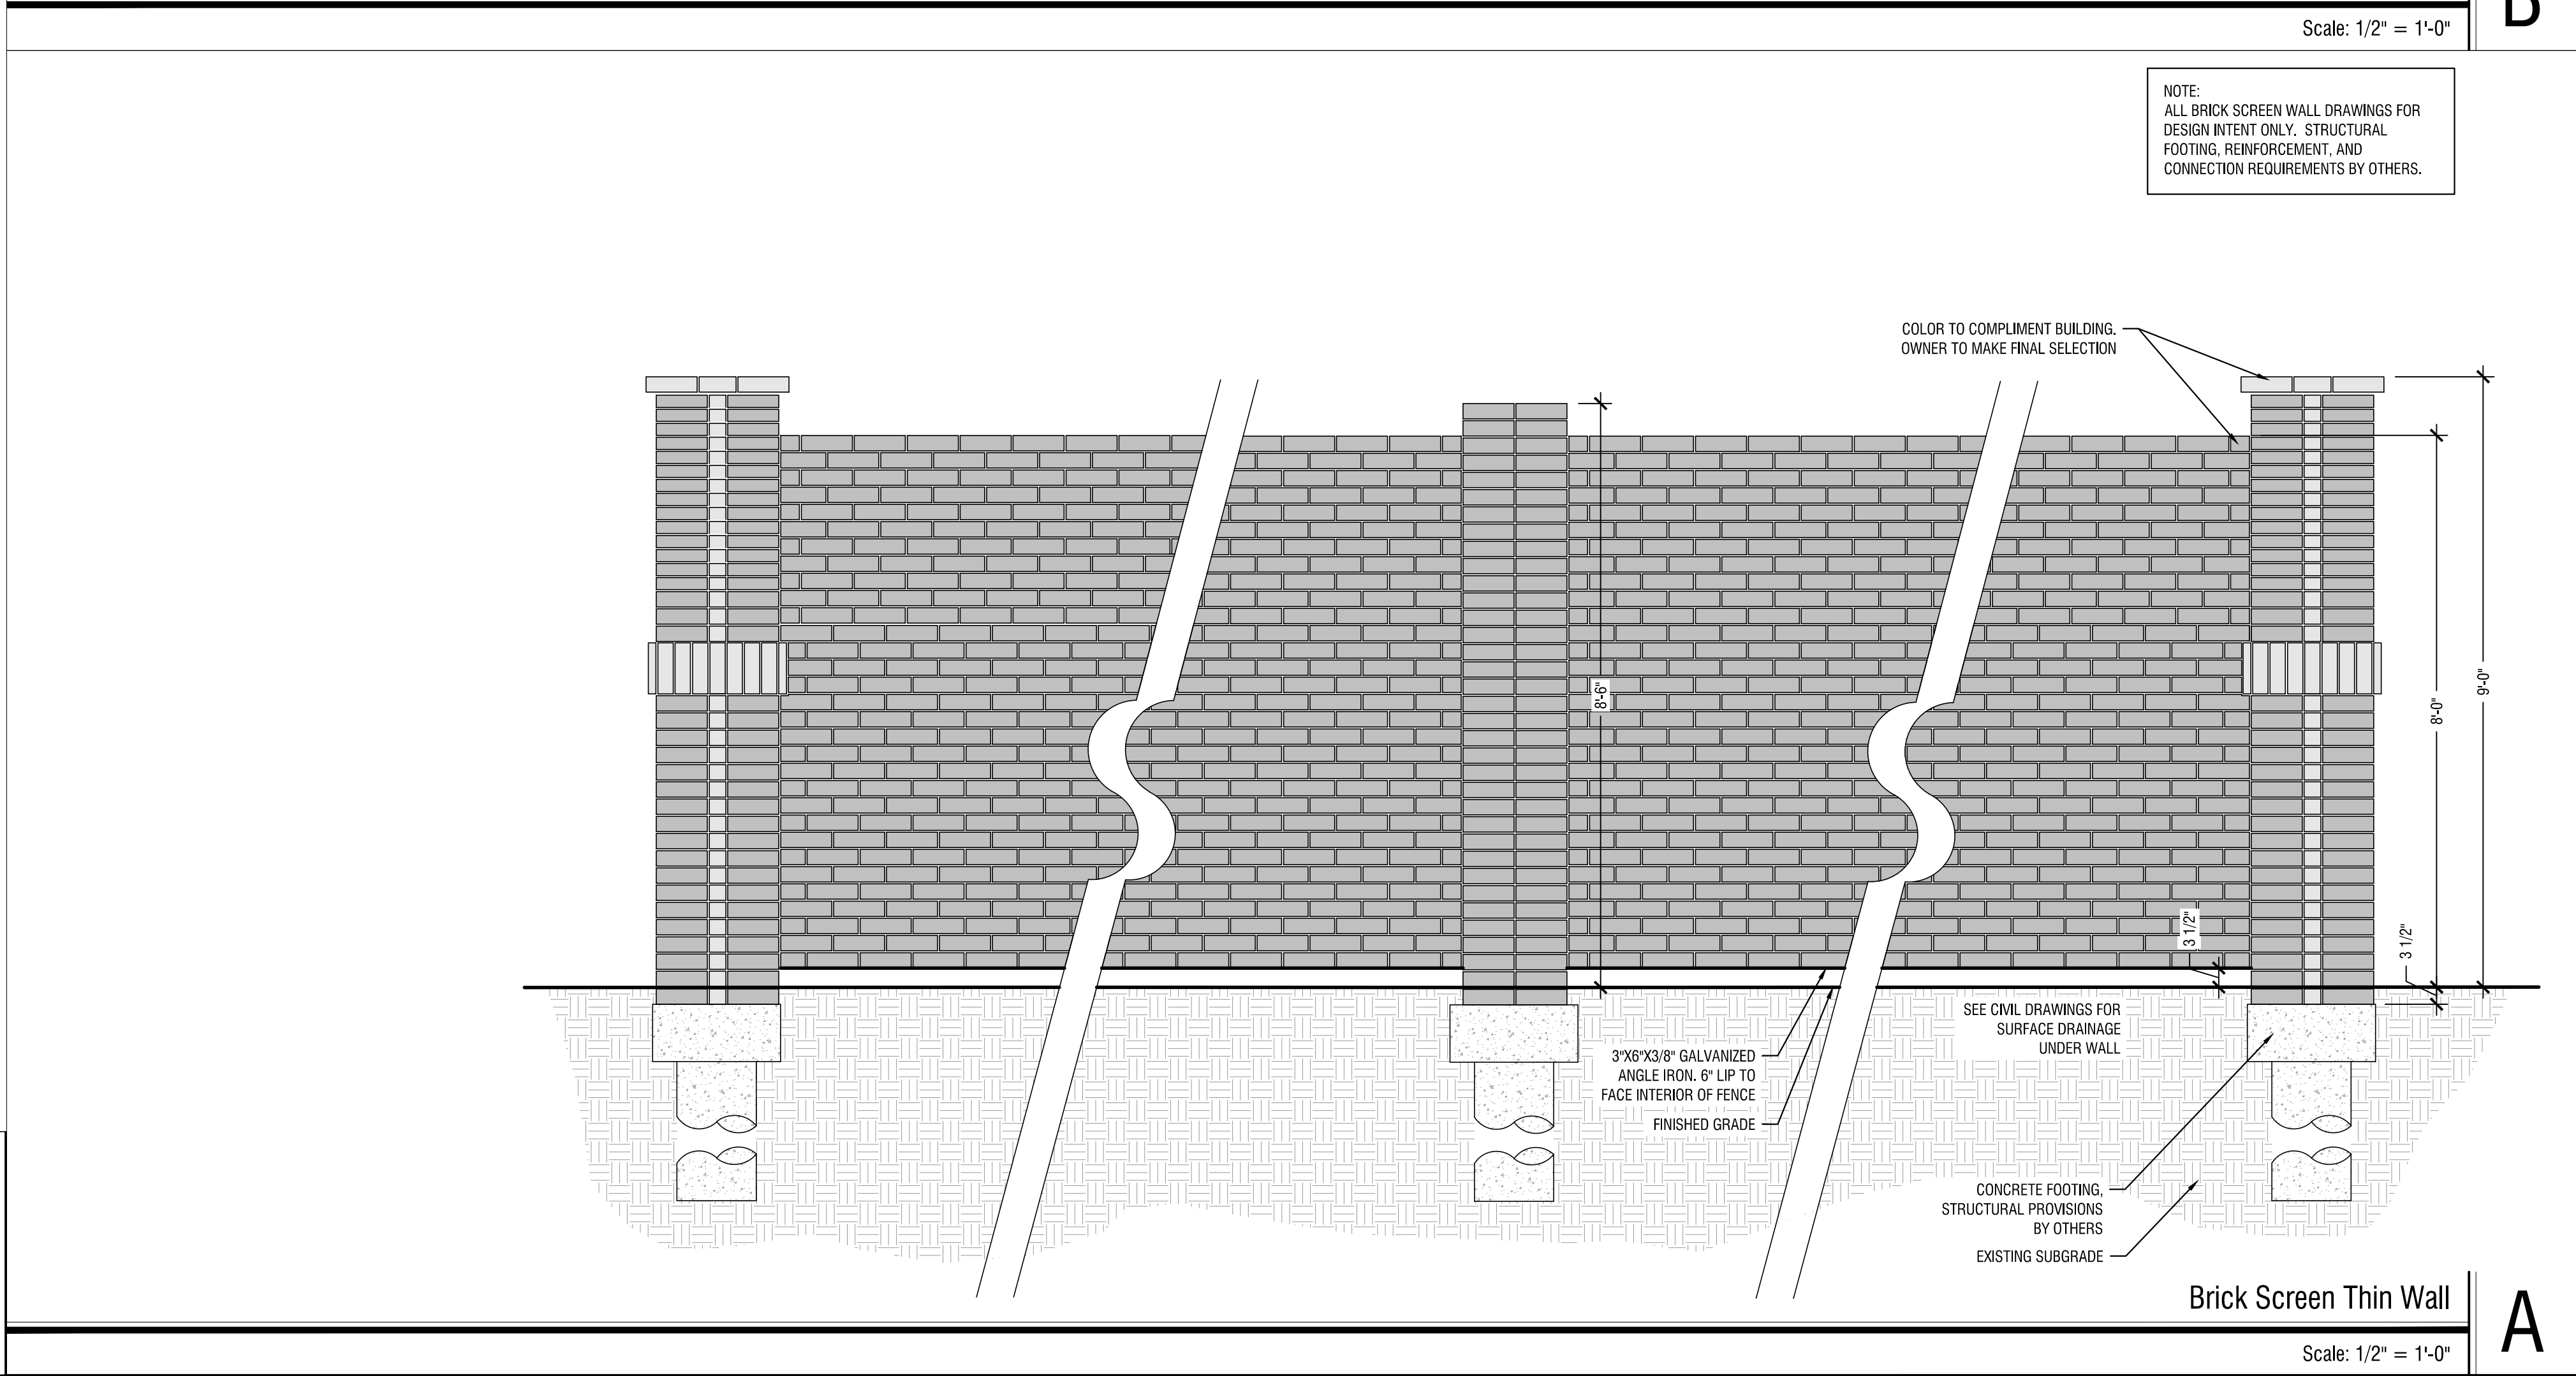 B
Scale: 1/2" = 1'-0"
NOTE:
ALL BRICK SCREEN WALL DRAWINGS FOR
DESIGN INTENT ONLY. STRUCTURAL
FOOTING, REINFORCEMENT, AND
CONNECTION REQUIREMENTS BY OTHERS.
COLOR TO COMPLIMENT BUILDING.
OWNER TO MAKE FINAL SELECTION
8'-6"
8'-0"
9'-0"
3 1/2"
3 1/2"
SEE CIVIL DRAWINGS FOR
SURFACE DRAINAGE
UNDER WALL
3"X6"X3/8" GALVANIZED
ANGLE IRON. 6" LIP TO
FACE INTERIOR OF FENCE
FINISHED GRADE
CONCRETE FOOTING,
STRUCTURAL PROVISIONS
BY OTHERS
EXISTING SUBGRADE
Brick Screen Thin Wall
A
Scale: 1/2" = 1'-0"